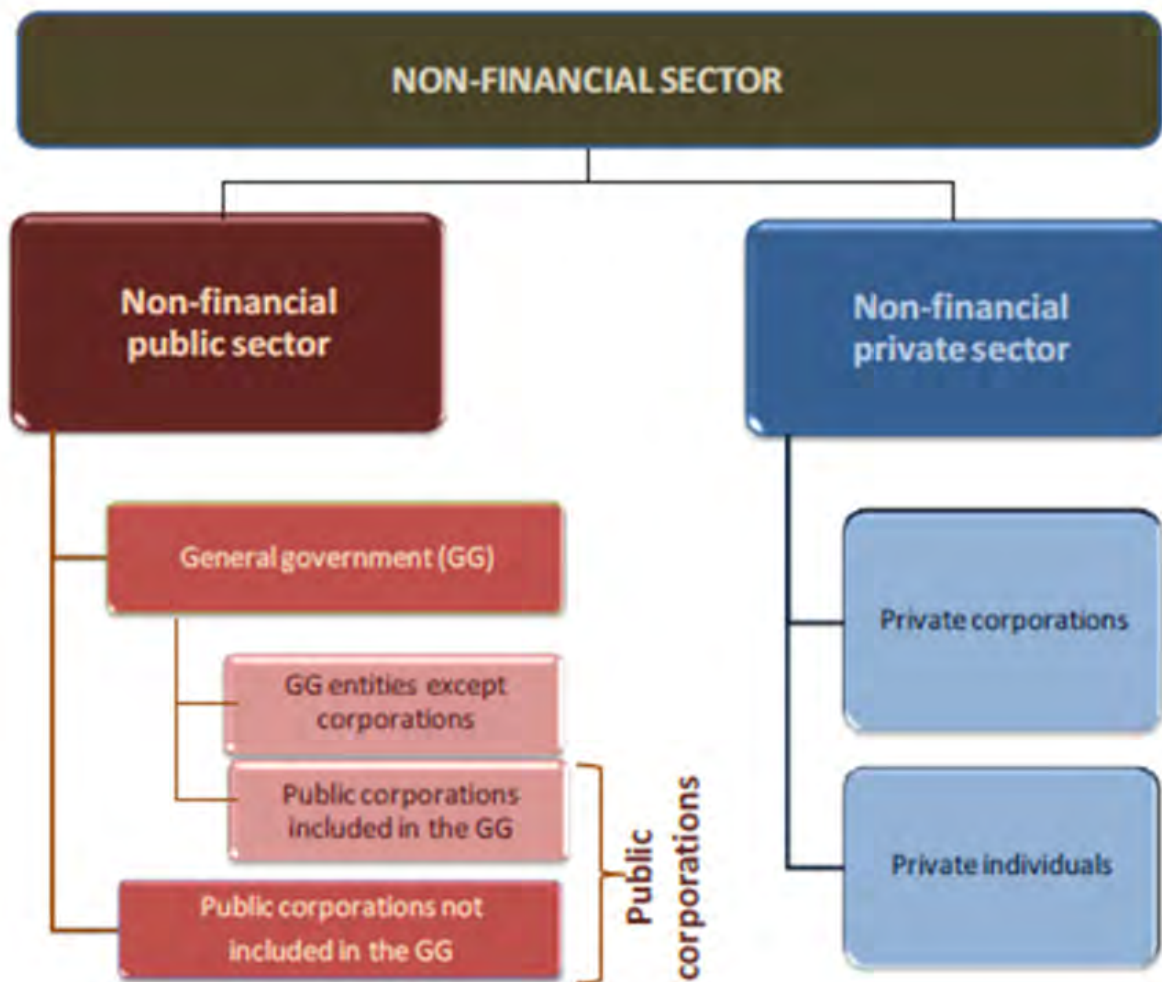 NON-FINANCIAL SECTOR
Non-financial
public sector
Non-financial
private sector
General government (GG)
GG entities except
corporations
Public corporations
included in the GG
Public corporations not
included in the GG
Public
corporations
Private corporations
Private individuals